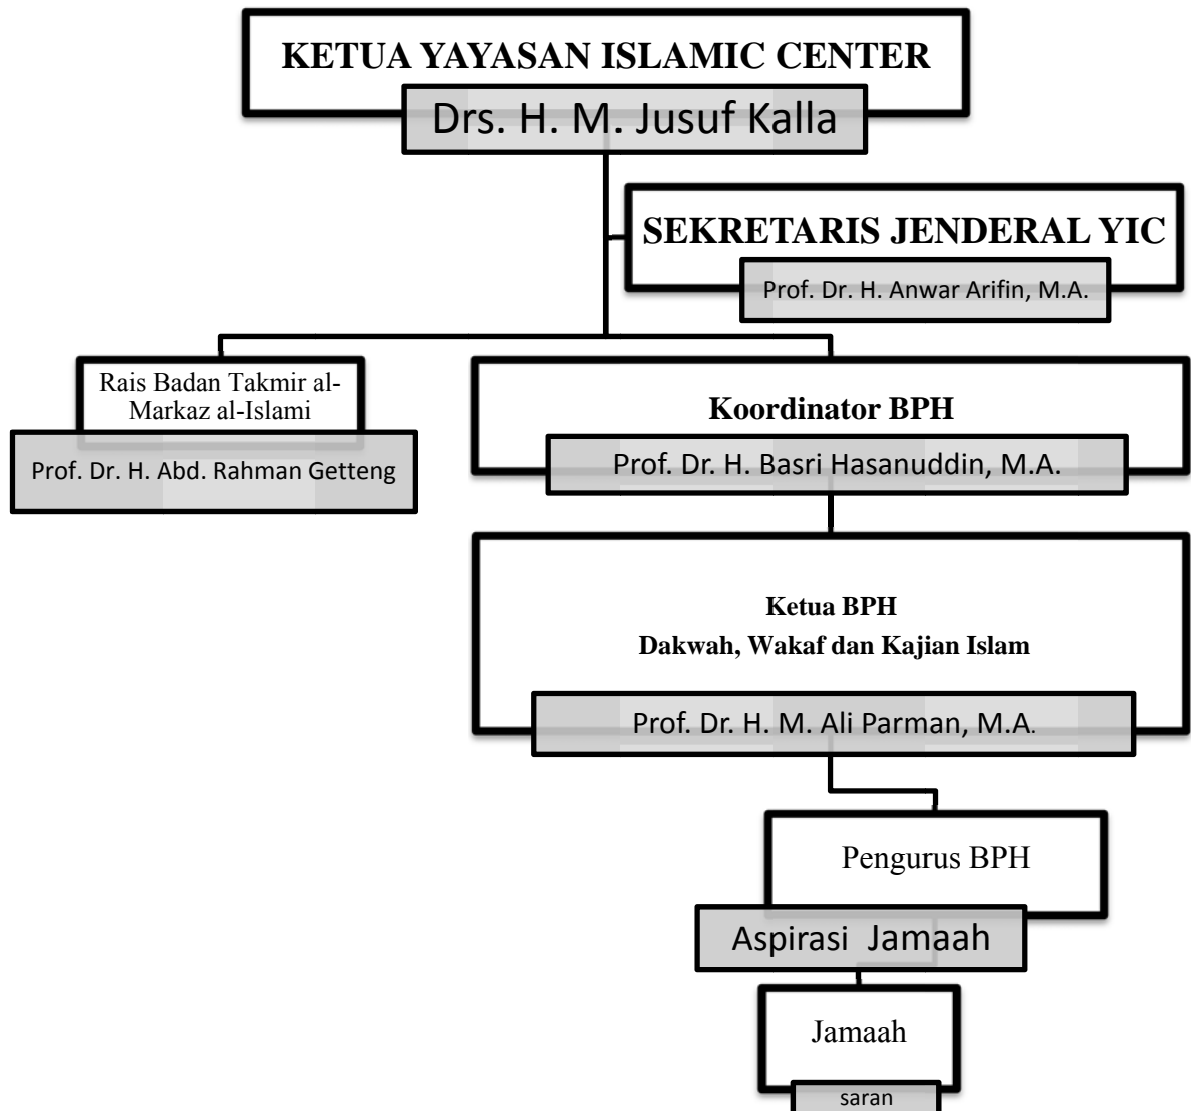 KETUA YAYASAN ISLAMIC CENTER
Drs. H. M. Jusuf Kalla
SEKRETARIS JENDERAL YIC
Prof. Dr. H. Anwar Arifin, M.A.
Rais Badan Takmir al-
Markaz al-Islami
Prof. Dr. H. Abd. Rahman Getteng
Koordinator BPH
Prof. Dr. H. Basri Hasanuddin, M.A.
Ketua BPH
Dakwah, Wakaf dan Kajian Islam
Prof. Dr. H. M. Ali Parman, M.A.
Pengurus BPH
Aspirasi Jamaah
Jamaah
saran